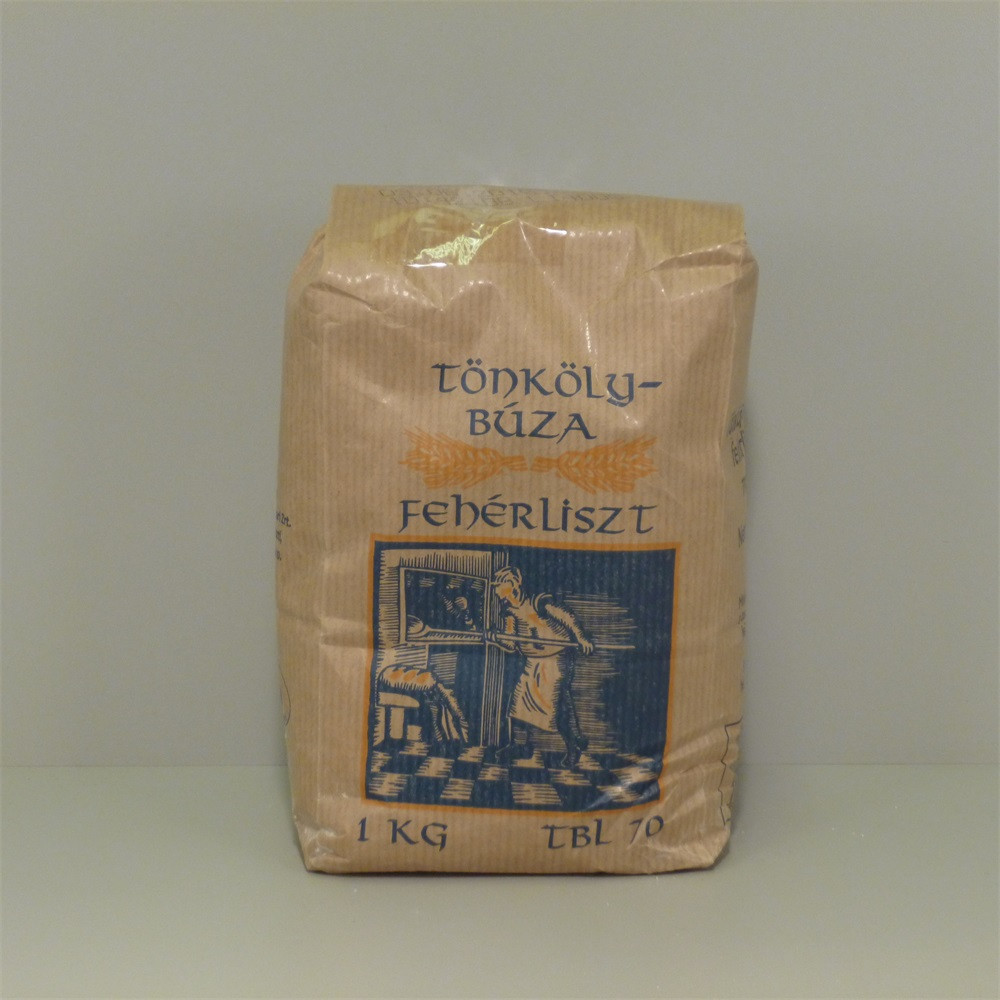 TÖNKÖLY-
BÚZA
FEHÉRLISZT
1 KG TBL 70